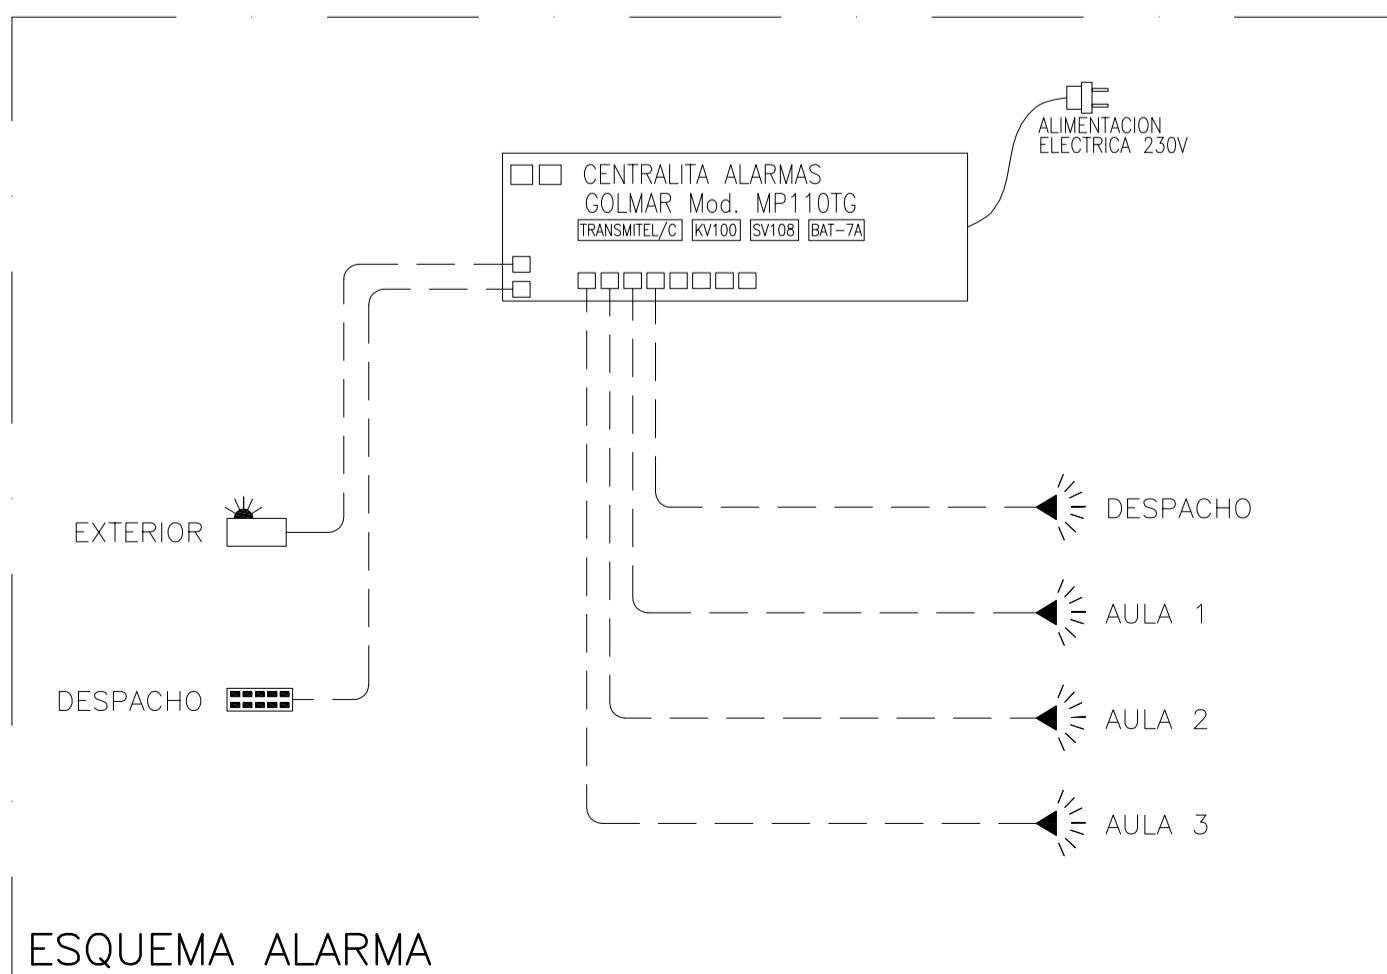 ALIMENTACION
ELECTRICA 230V
CENTRALITA ALARMAS
GOLMAR Mod. MP110TG
TRANSMITEL/C KV100 SV108 BAT-7A
EXTERIOR
DESPACHO
DESPACHO
AULA 1
AULA 2
AULA 3
ESQUEMA ALARMA